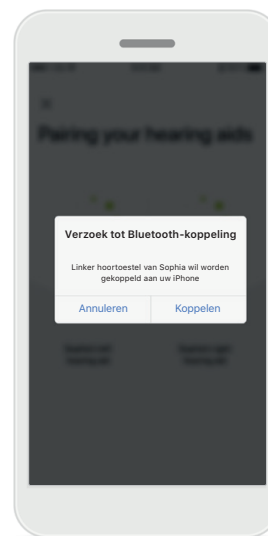 Pairing your hearing aids
Verzoek tot Bluetooth-koppeling
Linker hoortoestel van Sophia wil worden
gekoppeld aan uw iPhone
Annuleren Koppelen